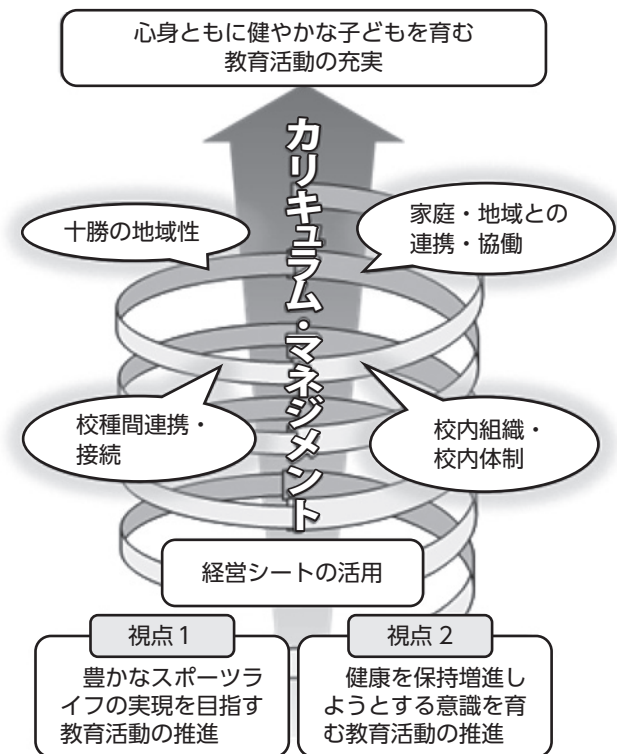 心身ともに健やかな子どもを育む
教育活動の充実
カリキュラム・マネジメント
十勝の地域性
家庭・地域との
連携・協働
校種間連携・
接続
校内組織・
校内体制
経営シートの活用
視点1
豊かなスポーツラ
イフの実現を目指す
教育活動の推進
視点2
健康を保持増進し
ようとする意識を育
む教育活動の推進